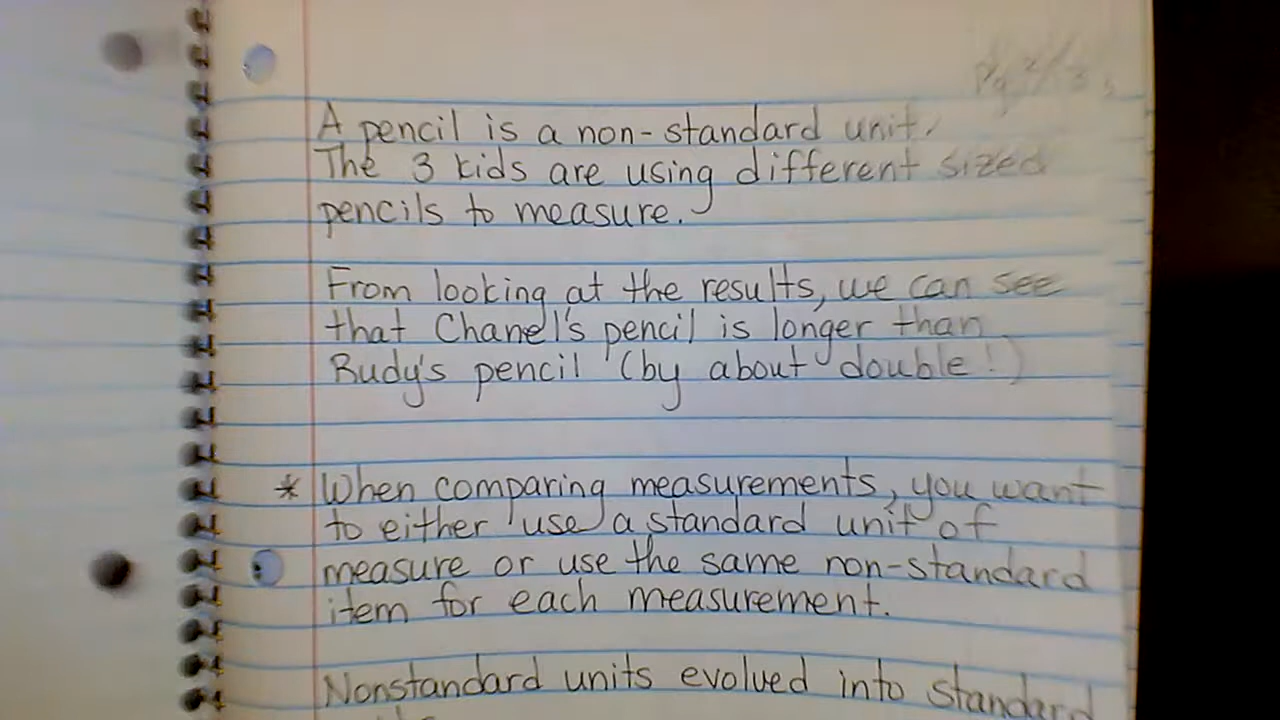 A pencil is a non-standard unit.
The 3 kids are using different sized
pencils to measure.
From looking at the results, we can see
that Chanel's pencil is longer than
Rudy's pencil (by about double!)
* When comparing measurements, you want
to either use a standard unit of
measure or use the same non-standard
item for each measurement.
Nonstandard units evolved into standard